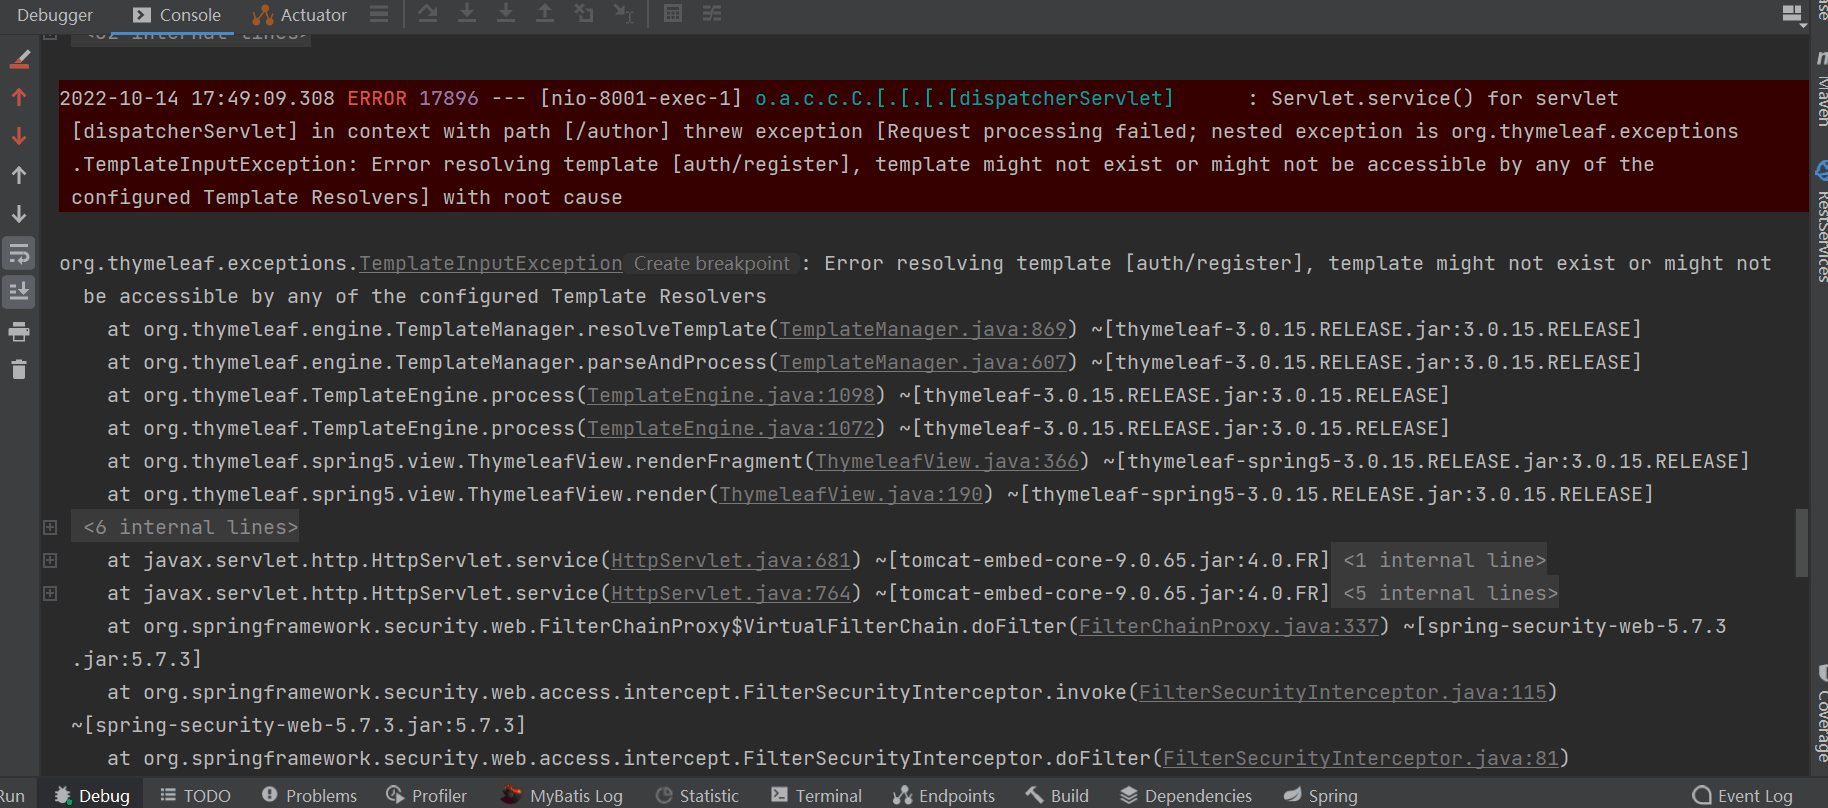 Debugger Console Actuator
<62 internal lines>
2022-10-14 17:49:09.308 ERROR 17896 --- [nio-8001-exec-1] o.a.c.c.C.[.[.[.[dispatcherServlet] : Servlet.service() for servlet
[dispatcherServlet] in context with path [/author] threw exception [Request processing failed; nested exception is org.thymeleaf.exceptions
.TemplateInputException: Error resolving template [auth/register], template might not exist or might not be accessible by any of the
configured Template Resolvers] with root cause
org.thymeleaf.exceptions.TemplateInputException Create breakpoint : Error resolving template [auth/register], template might not exist or might not
be accessible by any of the configured Template Resolvers
at org.thymeleaf.engine.TemplateManager.resolveTemplate(TemplateManager.java:869) ~[thymeleaf-3.0.15.RELEASE.jar:3.0.15.RELEASE]
at org.thymeleaf.engine.TemplateManager.parseAndProcess(TemplateManager.java:607) ~[thymeleaf-3.0.15.RELEASE.jar:3.0.15.RELEASE]
at org.thymeleaf.TemplateEngine.process(TemplateEngine.java:1098) ~[thymeleaf-3.0.15.RELEASE.jar:3.0.15.RELEASE]
at org.thymeleaf.TemplateEngine.process(TemplateEngine.java:1072) ~[thymeleaf-3.0.15.RELEASE.jar:3.0.15.RELEASE]
at org.thymeleaf.spring5.view.ThymeleafView.renderFragment(ThymeleafView.java:366) ~[thymeleaf-spring5-3.0.15.RELEASE.jar:3.0.15.RELEASE]
at org.thymeleaf.spring5.view.ThymeleafView.render(ThymeleafView.java:190) ~[thymeleaf-spring5-3.0.15.RELEASE.jar:3.0.15.RELEASE]
<6 internal lines>
at javax.servlet.http.HttpServlet.service(HttpServlet.java:681) ~[tomcat-embed-core-9.0.65.jar:4.0.FR] <1 internal line>
at javax.servlet.http.HttpServlet.service(HttpServlet.java:764) ~[tomcat-embed-core-9.0.65.jar:4.0.FR] <5 internal lines>
at org.springframework.security.web.FilterChainProxy$VirtualFilterChain.doFilter(FilterChainProxy.java:337) ~[spring-security-web-5.7.3
.jar:5.7.3]
at org.springframework.security.web.access.intercept.FilterSecurityInterceptor.invoke(FilterSecurityInterceptor.java:115)
~[spring-security-web-5.7.3.jar:5.7.3]
at org.springframework.security.web.access.intercept.FilterSecurityInterceptor.doFilter(FilterSecurityInterceptor.java:81)
Run Debug TODO Problems Profiler MyBatis Log Statistic Terminal Endpoints Build Dependencies Spring Event Log
Maven
RestServices
Coverage